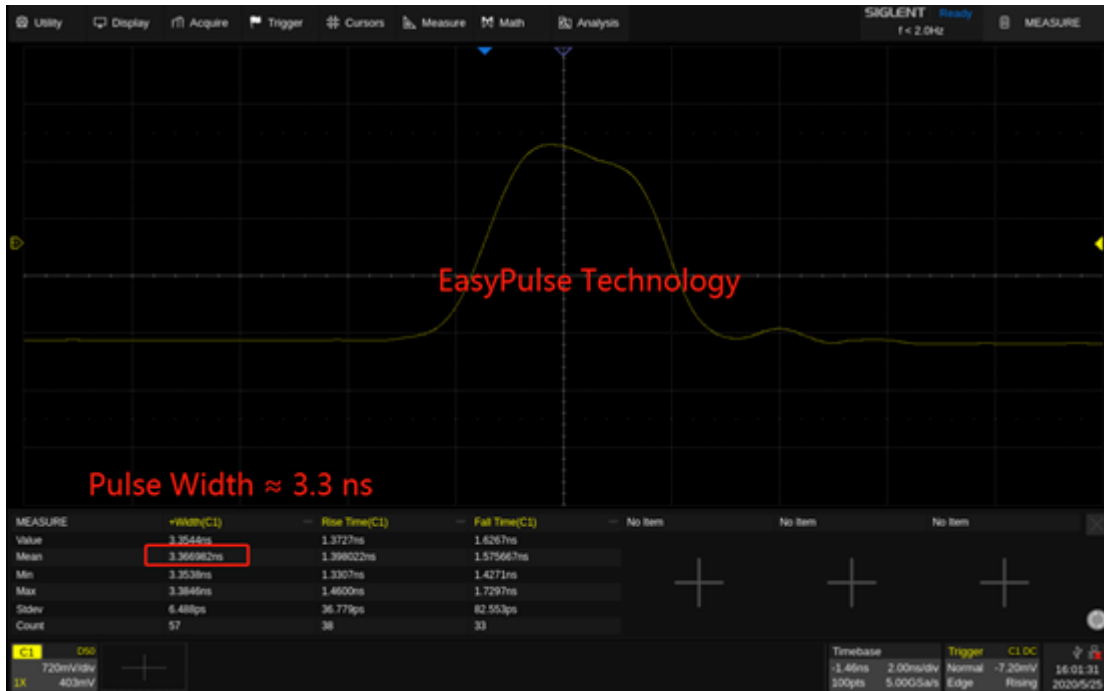 Utility Display Acquire Trigger Cursors Measure Math Analysis SIGLENT Ready MEASURE
f < 2.0Hz
EasyPulse Technology
Pulse Width ≈ 3.3 ns
MEASURE +Width(C1) Rise Time(C1) Fall Time(C1) No Item No Item No Item
Value 3.3544ns 1.3727ns 1.6267ns
Mean 3.366982ns 1.398022ns 1.575667ns
Min 3.3538ns 1.3307ns 1.4271ns
Max 3.3846ns 1.4600ns 1.7297ns
Stdev 6.488ps 36.779ps 82.553ps
Count 57 38 33
C1 D50 Timebase Trigger C1 DC
720mV/div -1.46ns 2.00ns/div Normal -7.20mV 16:01:31
1X 403mV 100pts 5.00GSa/s Edge Rising 2020/5/25